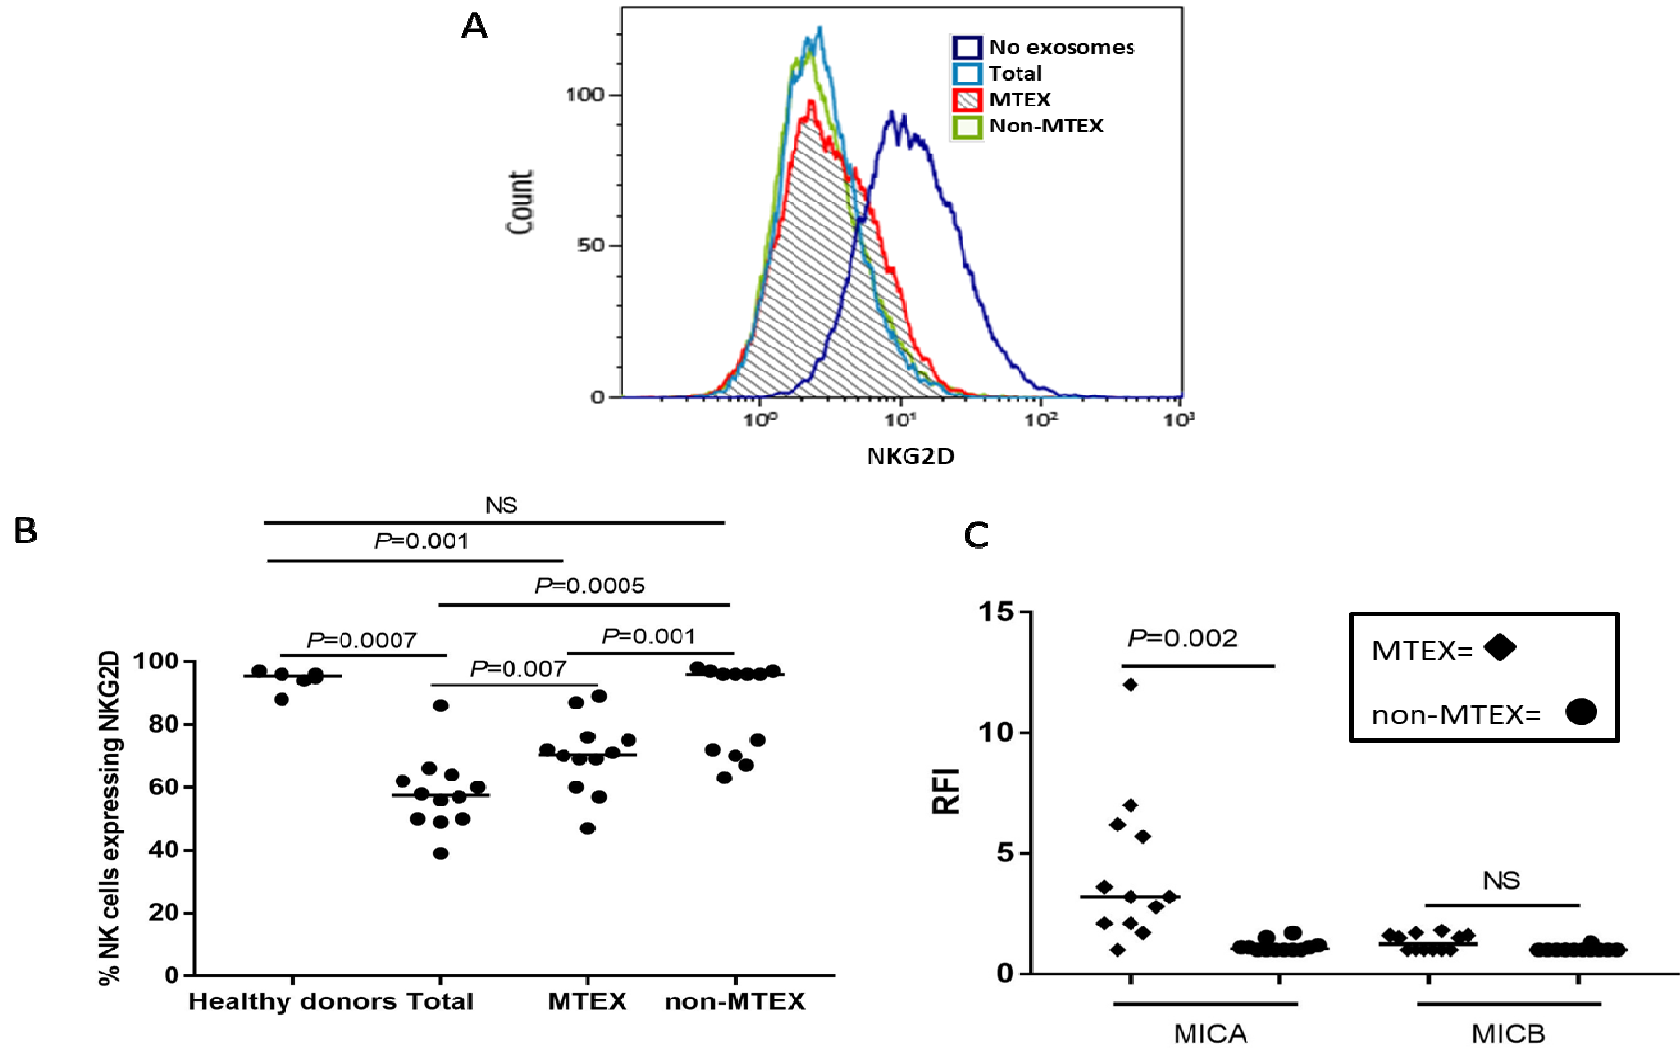 A
No exosomes
Total
MTEX
Non-MTEX
100
50
0
Count
10⁰ 10¹ 10² 10³
NKG2D
B
NS
P=0.001
P=0.0005
P=0.0007
P=0.001
P=0.007
100
80
60
40
20
0
% NK cells expressing NKG2D
Healthy donors Total MTEX non-MTEX
C
15
10
5
0
RFI
P=0.002
MTEX=
non-MTEX=
NS
MICA MICB